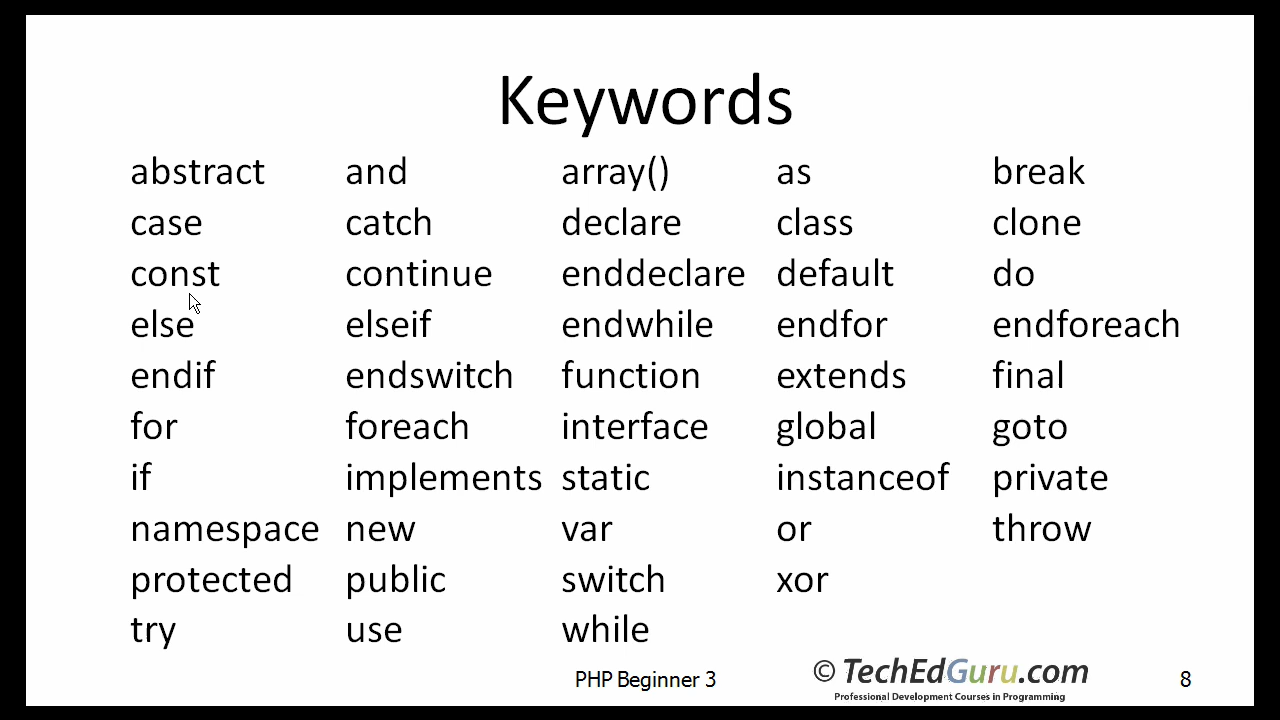 Keywords
abstract and array() as break
case catch declare class clone
const continue enddeclare default do
else elseif endwhile endfor endforeach
endif endswitch function extends final
for foreach interface global goto
if implements static instanceof private
namespace new var or throw
protected public switch xor
try use while
PHP Beginner 3 © TechEdGuru.com 8
Professional Development Courses in Programming